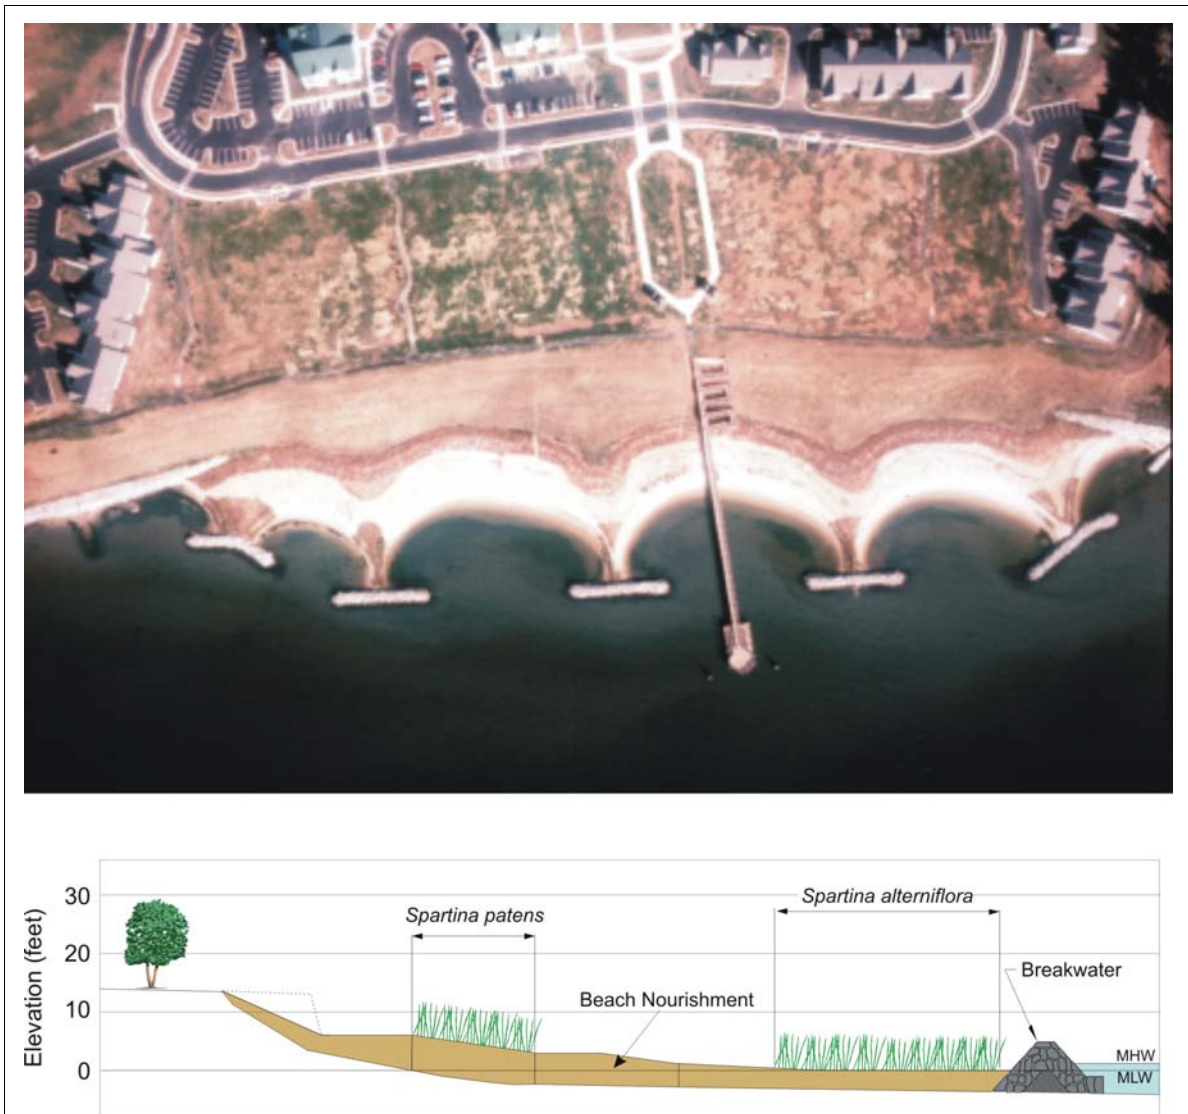 30
20
10
0
Elevation (feet)
Spartina patens
Spartina alterniflora
Beach Nourishment
Breakwater
MHW
MLW